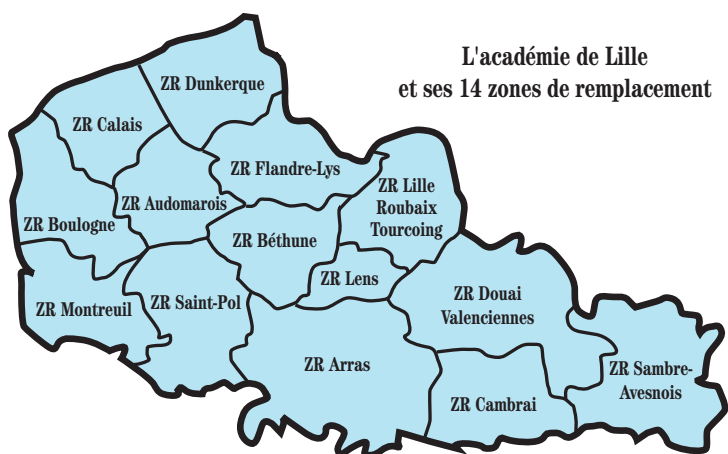 L'académie de Lille
et ses 14 zones de remplacement
ZR Dunkerque
ZR Calais
ZR Flandre-Lys
ZR Lille
Roubaix
Tourcoing
ZR Audomarois
ZR Boulogne
ZR Béthune
ZR Lens
ZR Montreuil
ZR Saint-Pol
ZR Douai
Valenciennes
ZR Arras
ZR Sambre-
Avesnois
ZR Cambrai